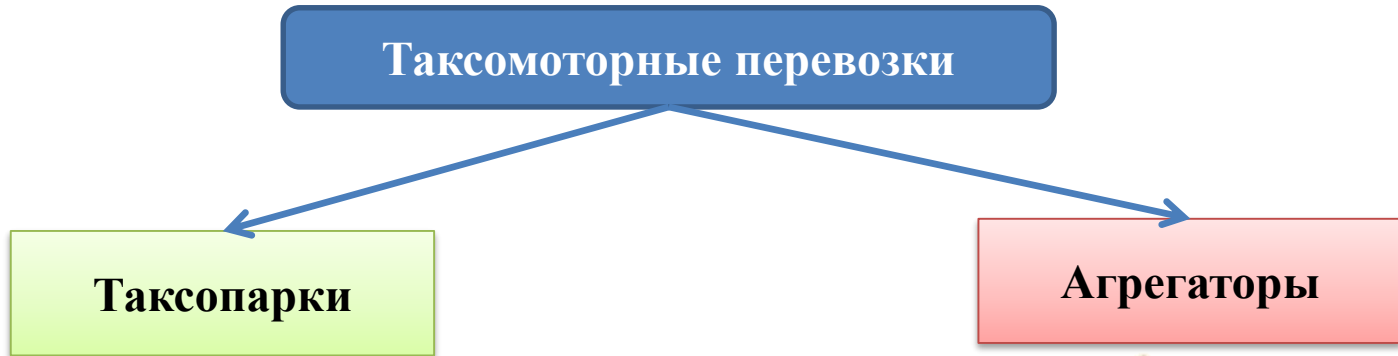 Таксомоторные перевозки
Таксопарки
Агрегаторы